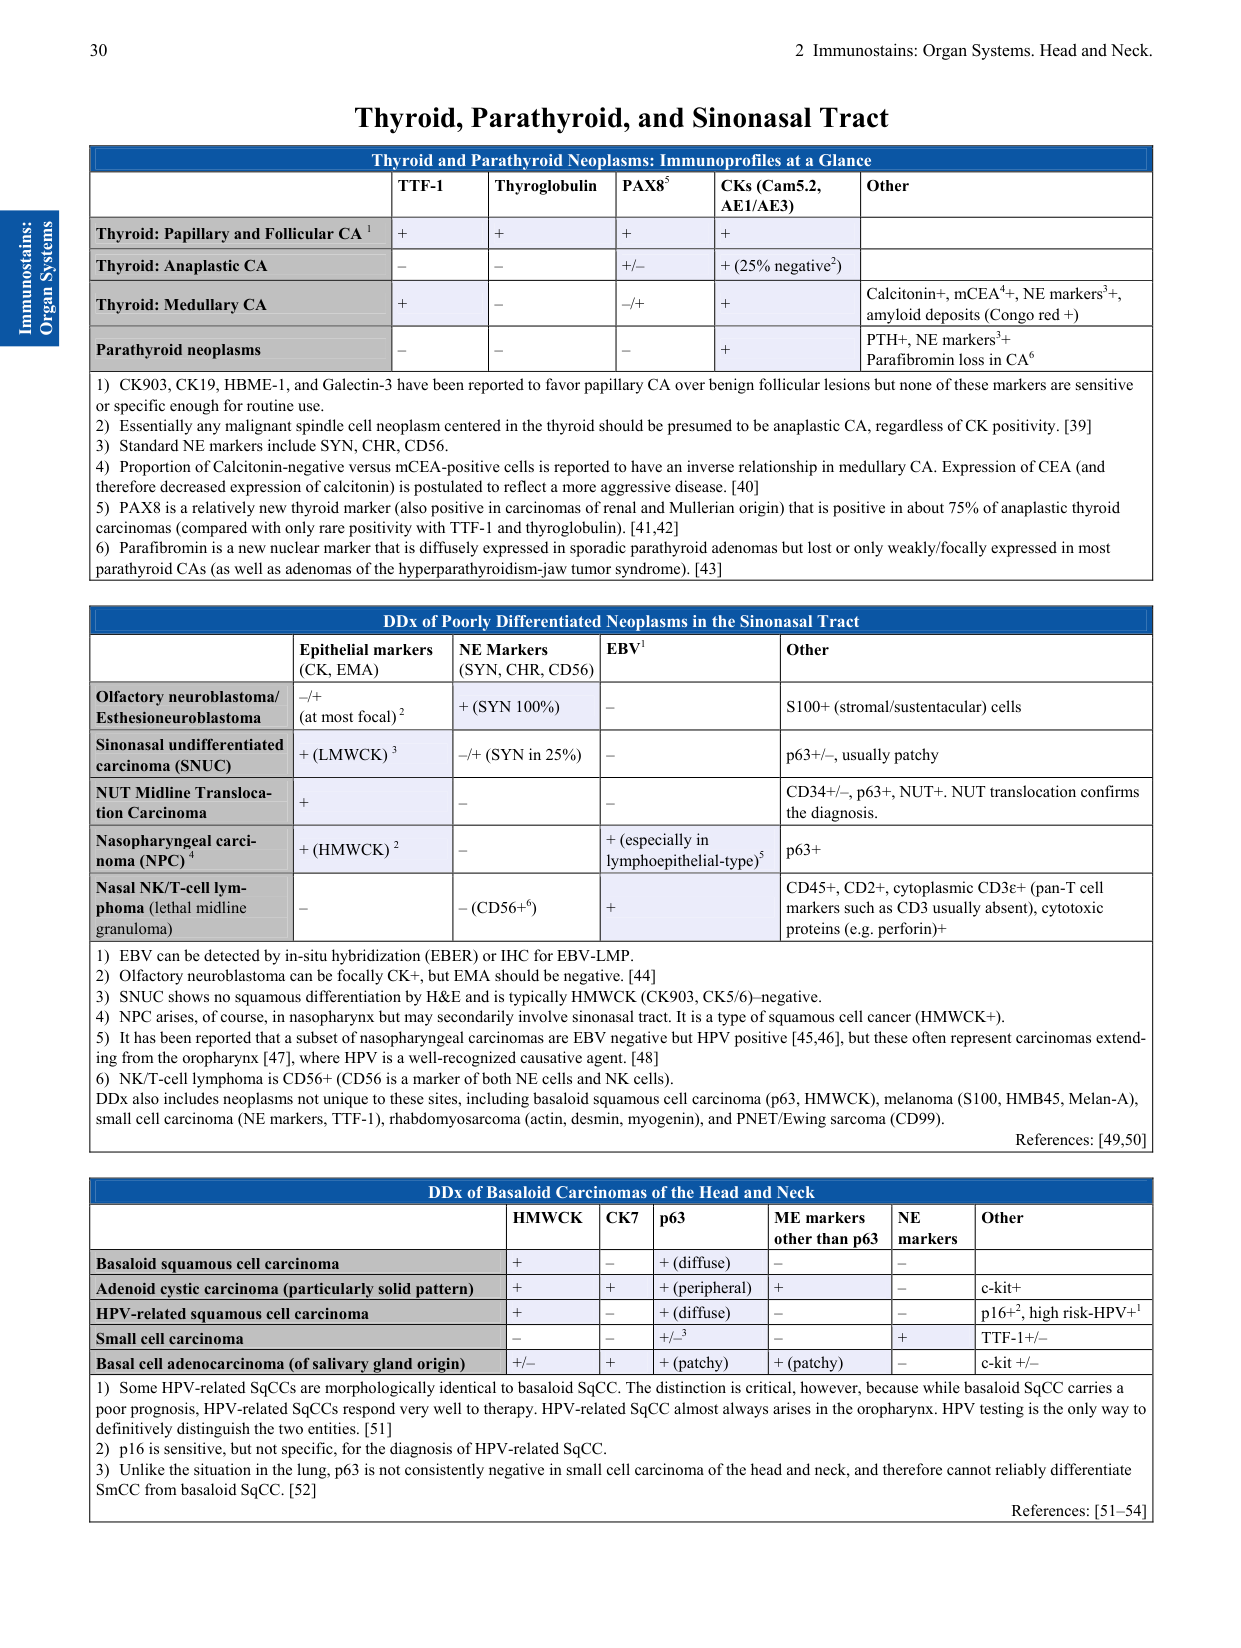 30
2 Immunostains: Organ Systems. Head and Neck.
Immunostains:
Organ Systems
Thyroid, Parathyroid, and Sinonasal Tract
Thyroid and Parathyroid Neoplasms: Immunoprofiles at a Glance
TTF-1 Thyroglobulin PAX8⁵ CKs (Cam5.2, Other
AE1/AE3)
Thyroid: Papillary and Follicular CA ¹ + + + +
Thyroid: Anaplastic CA – – +/– + (25% negative²)
Thyroid: Medullary CA + – –/+ + Calcitonin+, mCEA⁴+, NE markers³+,
amyloid deposits (Congo red +)
Parathyroid neoplasms – – – + PTH+, NE markers³+
Parafibromin loss in CA⁶
1) CK903, CK19, HBME-1, and Galectin-3 have been reported to favor papillary CA over benign follicular lesions but none of these markers are sensitive
or specific enough for routine use.
2) Essentially any malignant spindle cell neoplasm centered in the thyroid should be presumed to be anaplastic CA, regardless of CK positivity. [39]
3) Standard NE markers include SYN, CHR, CD56.
4) Proportion of Calcitonin-negative versus mCEA-positive cells is reported to have an inverse relationship in medullary CA. Expression of CEA (and
therefore decreased expression of calcitonin) is postulated to reflect a more aggressive disease. [40]
5) PAX8 is a relatively new thyroid marker (also positive in carcinomas of renal and Mullerian origin) that is positive in about 75% of anaplastic thyroid
carcinomas (compared with only rare positivity with TTF-1 and thyroglobulin). [41,42]
6) Parafibromin is a new nuclear marker that is diffusely expressed in sporadic parathyroid adenomas but lost or only weakly/focally expressed in most
parathyroid CAs (as well as adenomas of the hyperparathyroidism-jaw tumor syndrome). [43]
DDx of Poorly Differentiated Neoplasms in the Sinonasal Tract
Epithelial markers NE Markers EBV¹ Other
(CK, EMA) (SYN, CHR, CD56)
Olfactory neuroblastoma/ –/+ + (SYN 100%) – S100+ (stromal/sustentacular) cells
Esthesioneuroblastoma (at most focal) ²
Sinonasal undifferentiated + (LMWCK) ³ –/+ (SYN in 25%) – p63+/–, usually patchy
carcinoma (SNUC)
NUT Midline Transloca- + – – CD34+/–, p63+, NUT+. NUT translocation confirms
tion Carcinoma the diagnosis.
Nasopharyngeal carci- + (HMWCK) ² – + (especially in p63+
noma (NPC) ⁴ lymphoepithelial-type)⁵
Nasal NK/T-cell lym- CD45+, CD2+, cytoplasmic CD3ε+ (pan-T cell
phoma (lethal midline – – (CD56+⁶) + markers such as CD3 usually absent), cytotoxic
granuloma) proteins (e.g. perforin)+
1) EBV can be detected by in-situ hybridization (EBER) or IHC for EBV-LMP.
2) Olfactory neuroblastoma can be focally CK+, but EMA should be negative. [44]
3) SNUC shows no squamous differentiation by H&E and is typically HMWCK (CK903, CK5/6)–negative.
4) NPC arises, of course, in nasopharynx but may secondarily involve sinonasal tract. It is a type of squamous cell cancer (HMWCK+).
5) It has been reported that a subset of nasopharyngeal carcinomas are EBV negative but HPV positive [45,46], but these often represent carcinomas extend-
ing from the oropharynx [47], where HPV is a well-recognized causative agent. [48]
6) NK/T-cell lymphoma is CD56+ (CD56 is a marker of both NE cells and NK cells).
DDx also includes neoplasms not unique to these sites, including basaloid squamous cell carcinoma (p63, HMWCK), melanoma (S100, HMB45, Melan-A),
small cell carcinoma (NE markers, TTF-1), rhabdomyosarcoma (actin, desmin, myogenin), and PNET/Ewing sarcoma (CD99).
References: [49,50]
DDx of Basaloid Carcinomas of the Head and Neck
HMWCK CK7 p63 ME markers NE Other
other than p63 markers
Basaloid squamous cell carcinoma + – + (diffuse) – –
Adenoid cystic carcinoma (particularly solid pattern) + + + (peripheral) + – c-kit+
HPV-related squamous cell carcinoma + – + (diffuse) – – p16+², high risk-HPV+¹
Small cell carcinoma – – +/–³ – + TTF-1+/–
Basal cell adenocarcinoma (of salivary gland origin) +/– + + (patchy) + (patchy) – c-kit +/–
1) Some HPV-related SqCCs are morphologically identical to basaloid SqCC. The distinction is critical, however, because while basaloid SqCC carries a
poor prognosis, HPV-related SqCCs respond very well to therapy. HPV-related SqCC almost always arises in the oropharynx. HPV testing is the only way to
definitively distinguish the two entities. [51]
2) p16 is sensitive, but not specific, for the diagnosis of HPV-related SqCC.
3) Unlike the situation in the lung, p63 is not consistently negative in small cell carcinoma of the head and neck, and therefore cannot reliably differentiate
SmCC from basaloid SqCC. [52]
References: [51–54]